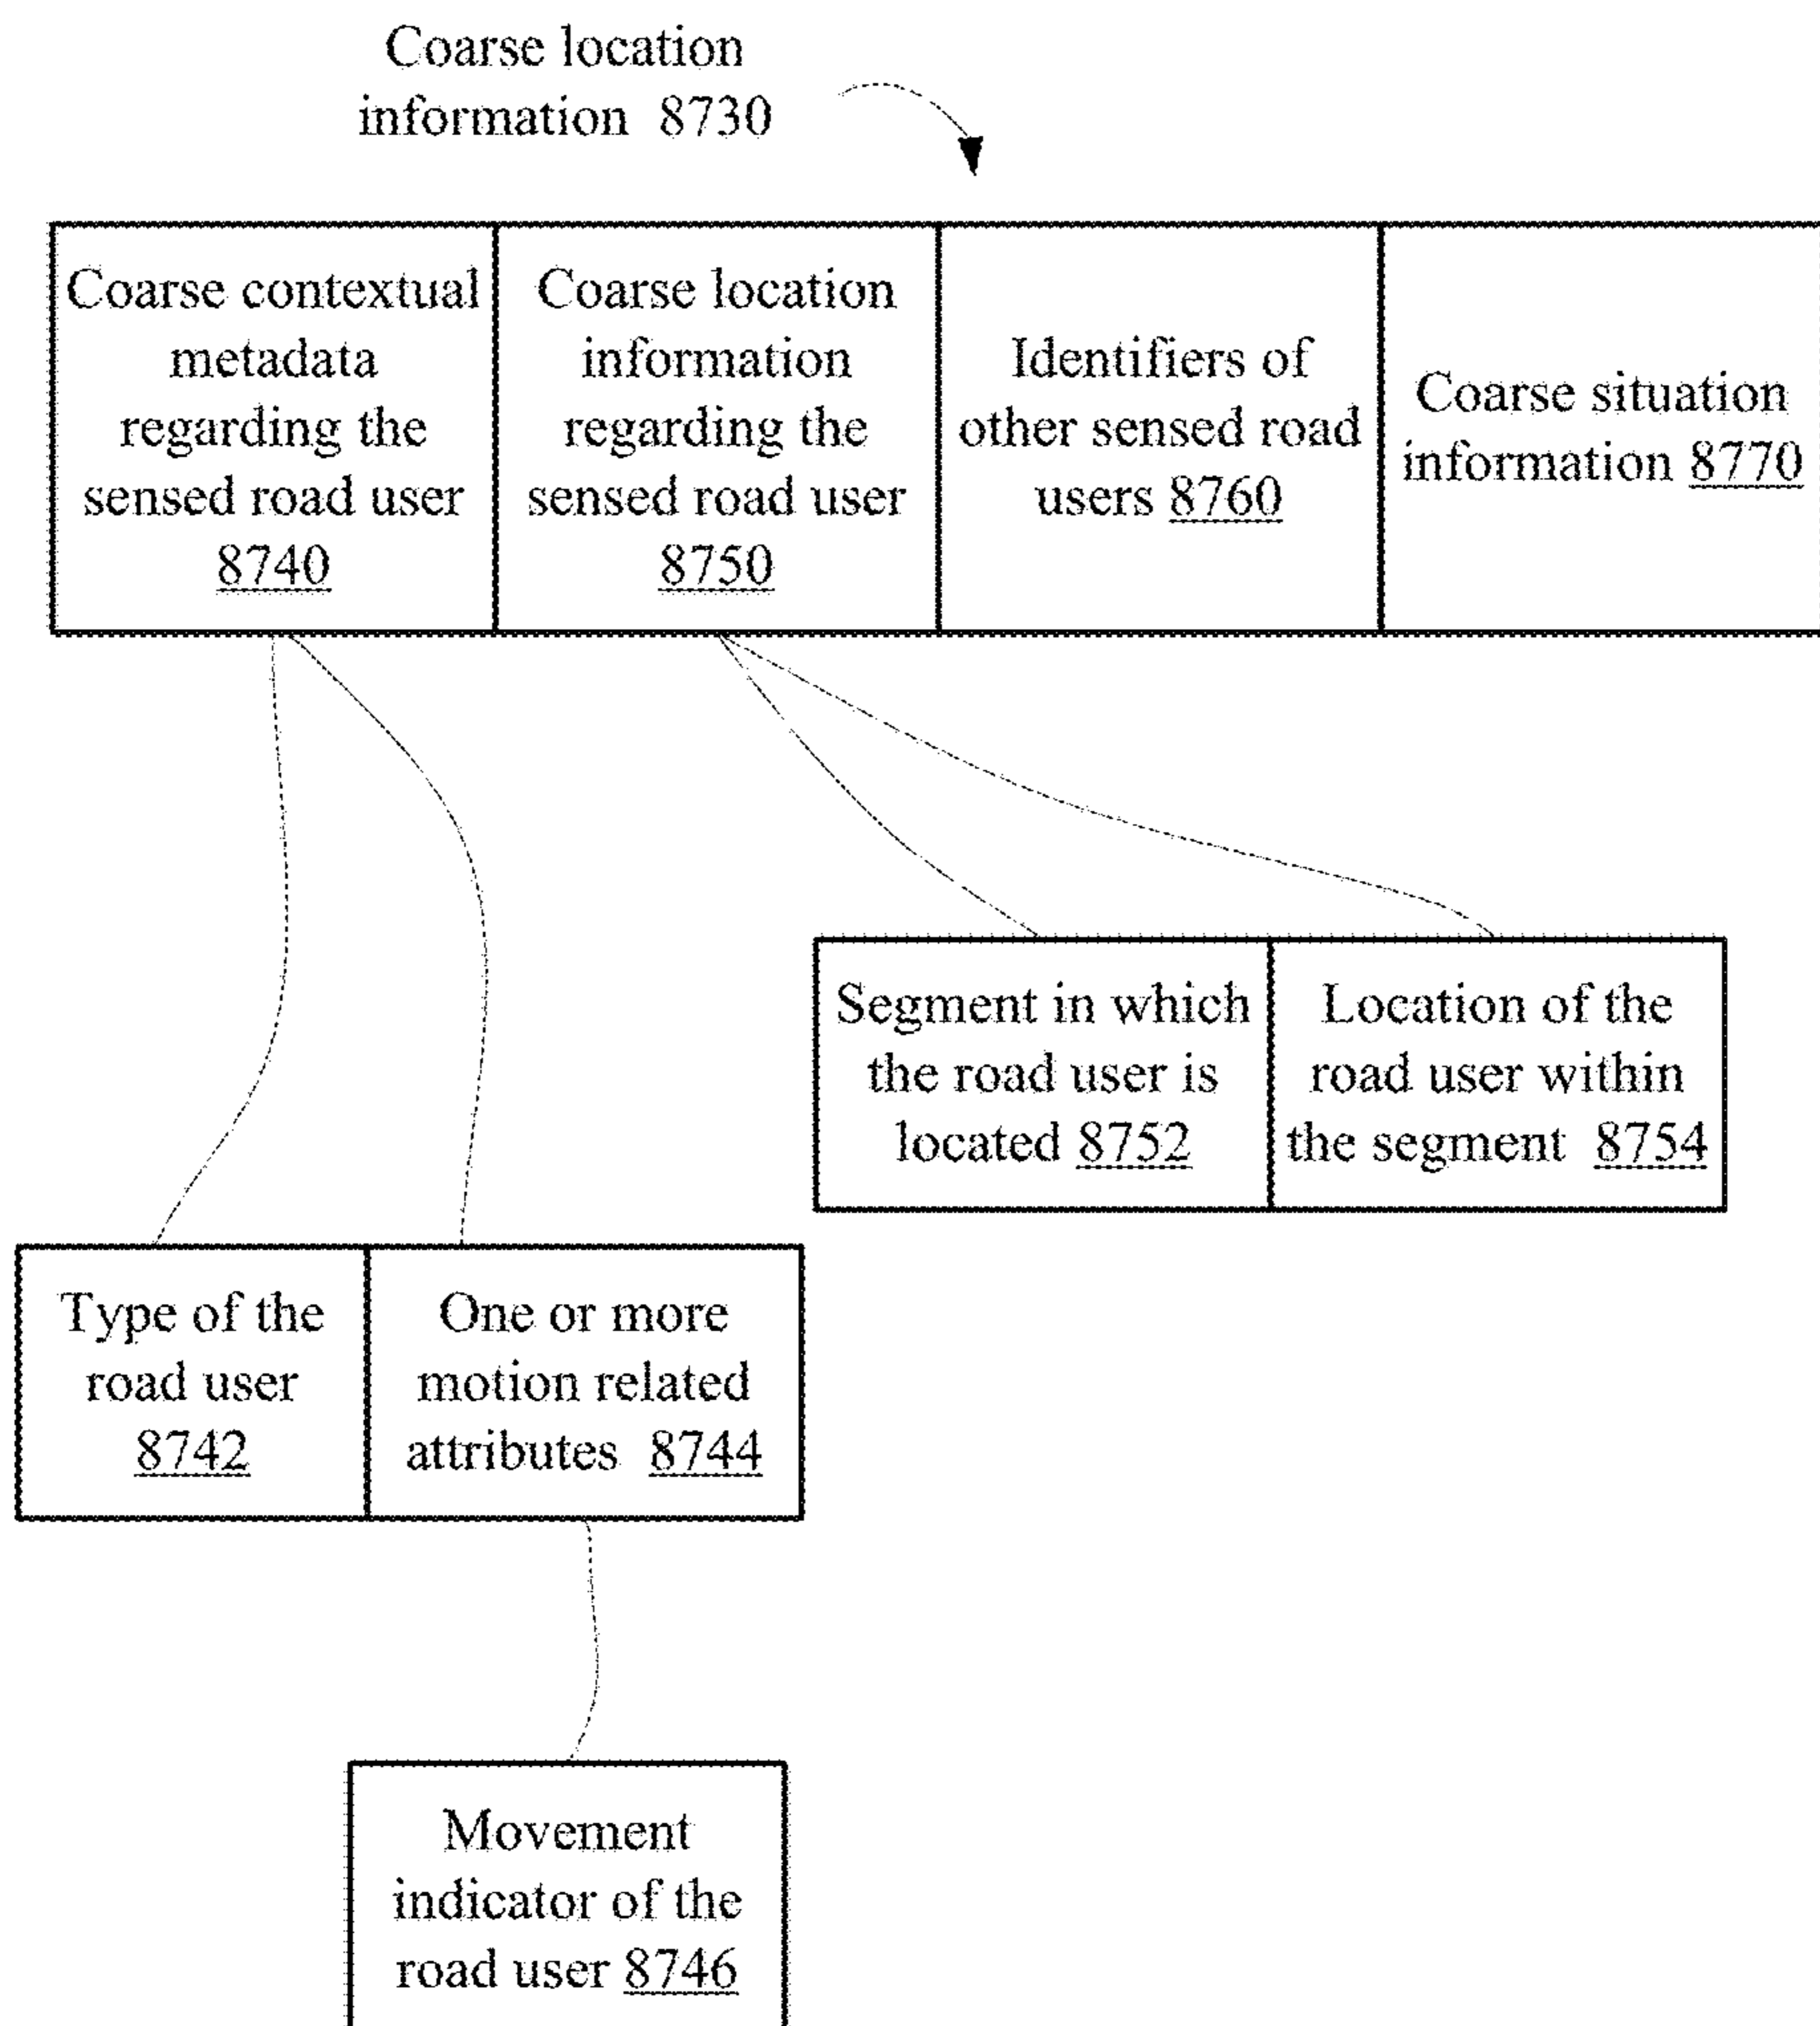 Coarse location
information 8730
Coarse contextual
metadata
regarding the
sensed road user
8740
Coarse location
information
regarding the
sensed road user
8750
Identifiers of
other sensed road
users 8760
Coarse situation
information 8770
Segment in which
the road user is
located 8752
Location of the
road user within
the segment 8754
Type of the
road user
8742
One or more
motion related
attributes 8744
Movement
indicator of the
road user 8746